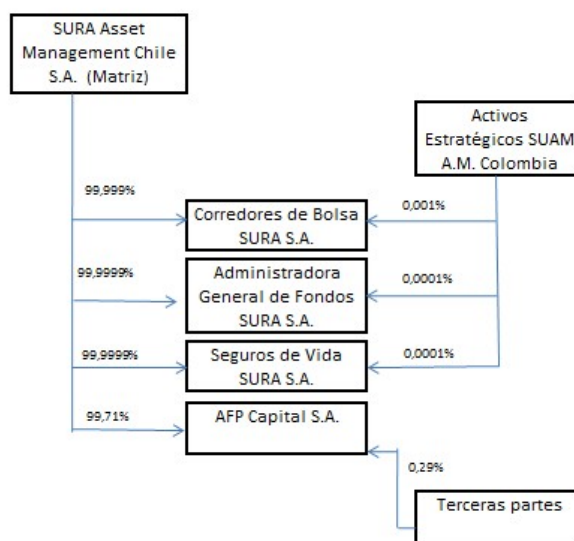 SURA Asset
Management Chile
S.A. (Matriz)
Activos
Estratégicos SUAM
A.M. Colombia
99,999%
0,001%
Corredores de Bolsa
SURA S.A.
99,9999%
0,0001%
Administradora
General de Fondos
SURA S.A.
99,9999%
0,0001%
Seguros de Vida
SURA S.A.
99,71%
AFP Capital S.A.
0,29%
Terceras partes